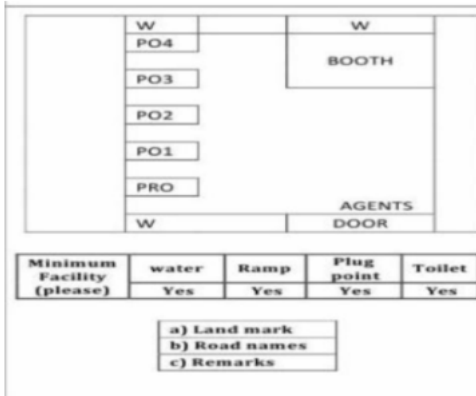 W W
PO4
BOOTH
PO3
PO2
PO1
PRO
AGENTS
W DOOR
Minimum Facility (please) water Ramp Plug point Toilet
Yes Yes Yes Yes
a) Land mark
b) Road names
c) Remarks